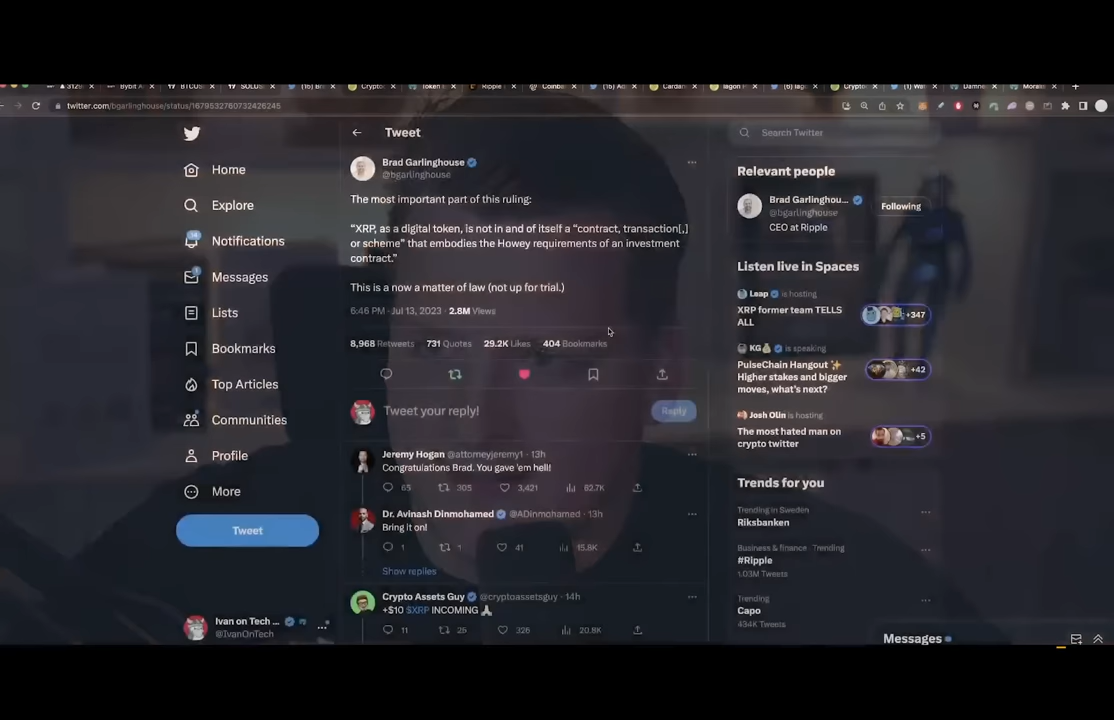 twitter.com/bgarlinghouse/status/1679532760732426245
Home
Explore
Notifications
Messages
Lists
Bookmarks
Top Articles
Communities
Profile
More
Tweet
Ivan on Tech ...
@IvanOnTech
Tweet
Brad Garlinghouse
@bgarlinghouse
The most important part of this ruling:
“XRP, as a digital token, is not in and of itself a “contract, transaction[,]
or scheme” that embodies the Howey requirements of an investment
contract.”
This is a now a matter of law (not up for trial.)
6:46 PM · Jul 13, 2023 · 2.8M Views
8,968 Retweets 731 Quotes 29.2K Likes 404 Bookmarks
Tweet your reply!
Reply
Jeremy Hogan @attorneyjeremy1 · 13h
Congratulations Brad. You gave 'em hell!
65 305 3,421 62.7K
Dr. Avinash Dinmohamed @ADinmohamed · 13h
Bring it on!
1 1 41 15.8K
Show replies
Crypto Assets Guy @cryptoassetsguy · 14h
+$10 $XRP INCOMING
11 25 326 20.8K
Search Twitter
Relevant people
Brad Garlinghou...
@bgarlinghouse
Following
CEO at Ripple
Listen live in Spaces
Leap is hosting
XRP former team TELLS
ALL
+347
KG is speaking
PulseChain Hangout ✨
Higher stakes and bigger
moves, what's next?
+42
Josh Olin is hosting
The most hated man on
crypto twitter
+5
Trends for you
Trending in Sweden
Riksbanken
Business & finance · Trending
#Ripple
1.03M Tweets
Trending
Capo
434K Tweets
Messages